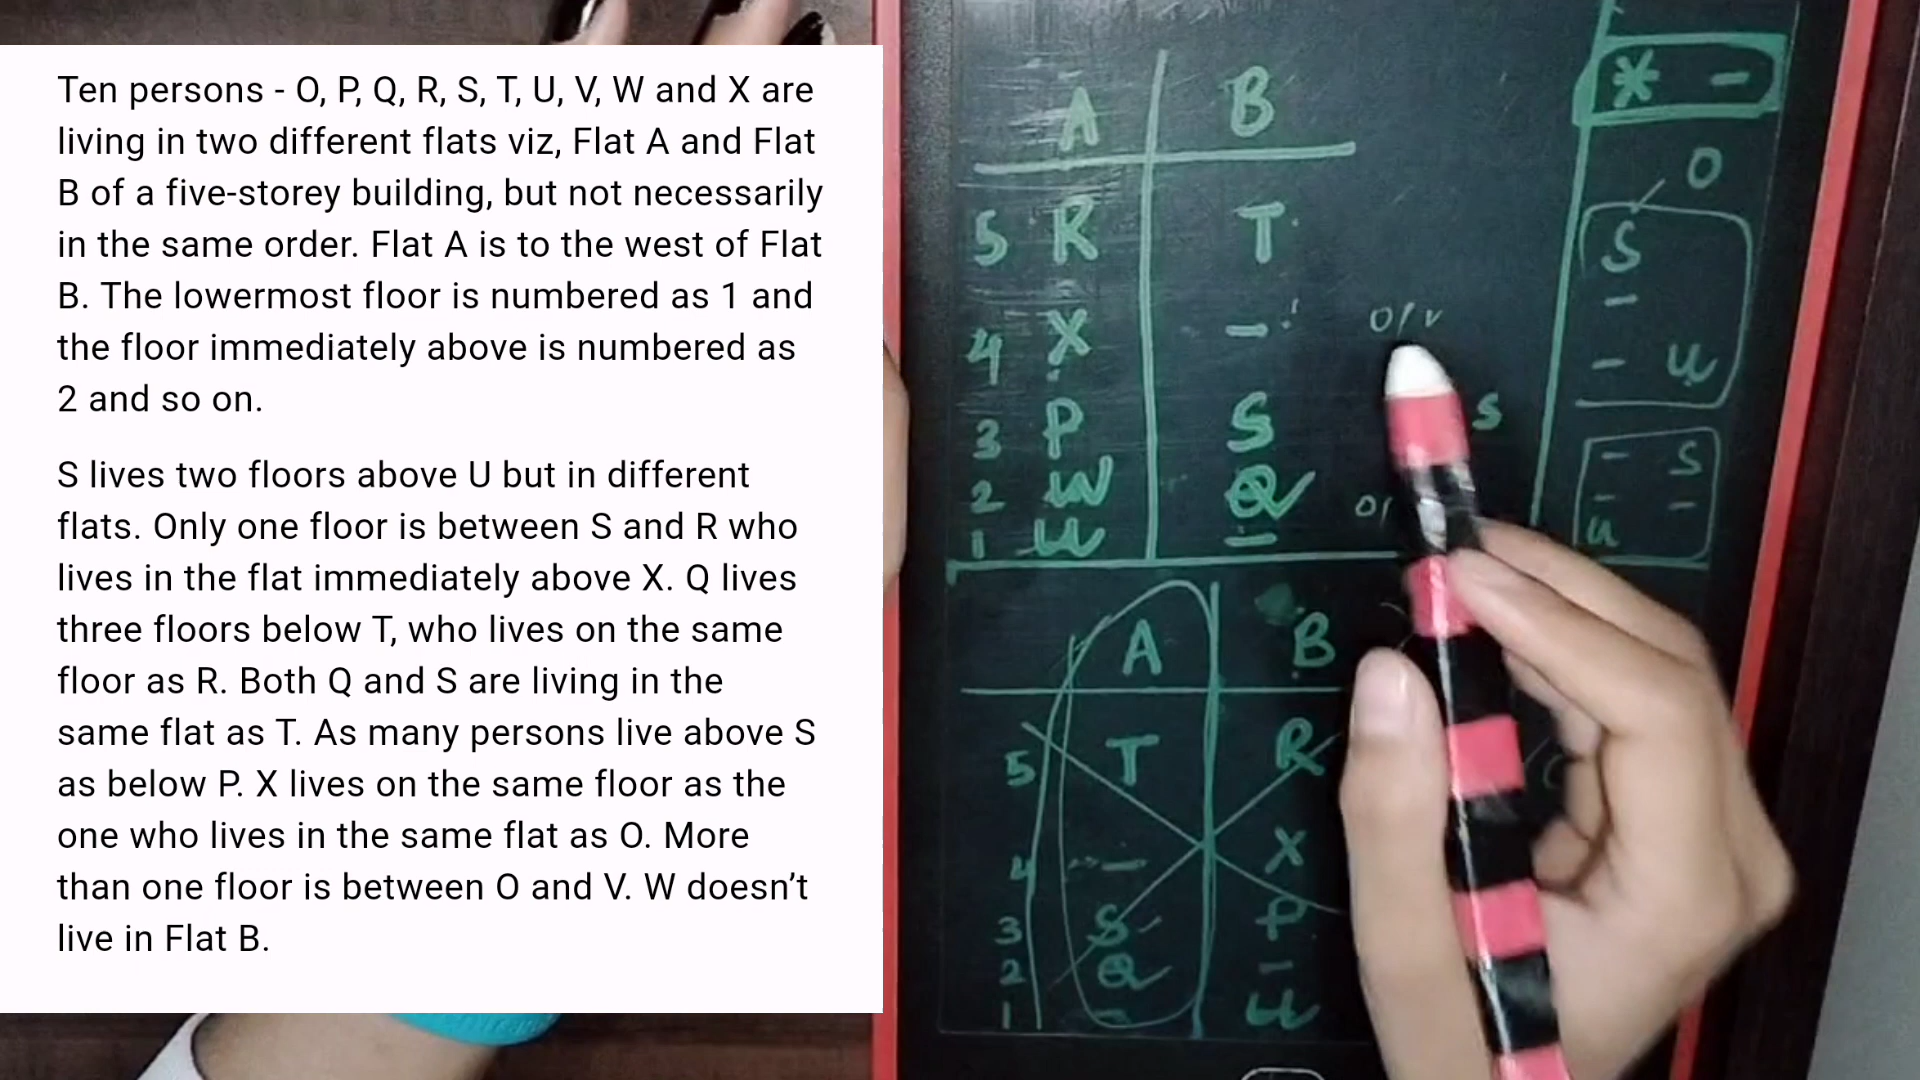 Ten persons - O, P, Q, R, S, T, U, V, W and X are
living in two different flats viz, Flat A and Flat
B of a five-storey building, but not necessarily
in the same order. Flat A is to the west of Flat
B. The lowermost floor is numbered as 1 and
the floor immediately above is numbered as
2 and so on.
S lives two floors above U but in different
flats. Only one floor is between S and R who
lives in the flat immediately above X. Q lives
three floors below T, who lives on the same
floor as R. Both Q and S are living in the
same flat as T. As many persons live above S
as below P. X lives on the same floor as the
one who lives in the same flat as O. More
than one floor is between O and V. W doesn’t
live in Flat B.
A B
5 R T
4 X - O/V
3 P S S
2 W Q
1 U -
* -
O
S
-
- U
- S
- -
U
A B
5 T R
4 - X
3 S P
2 Q -
1 - U